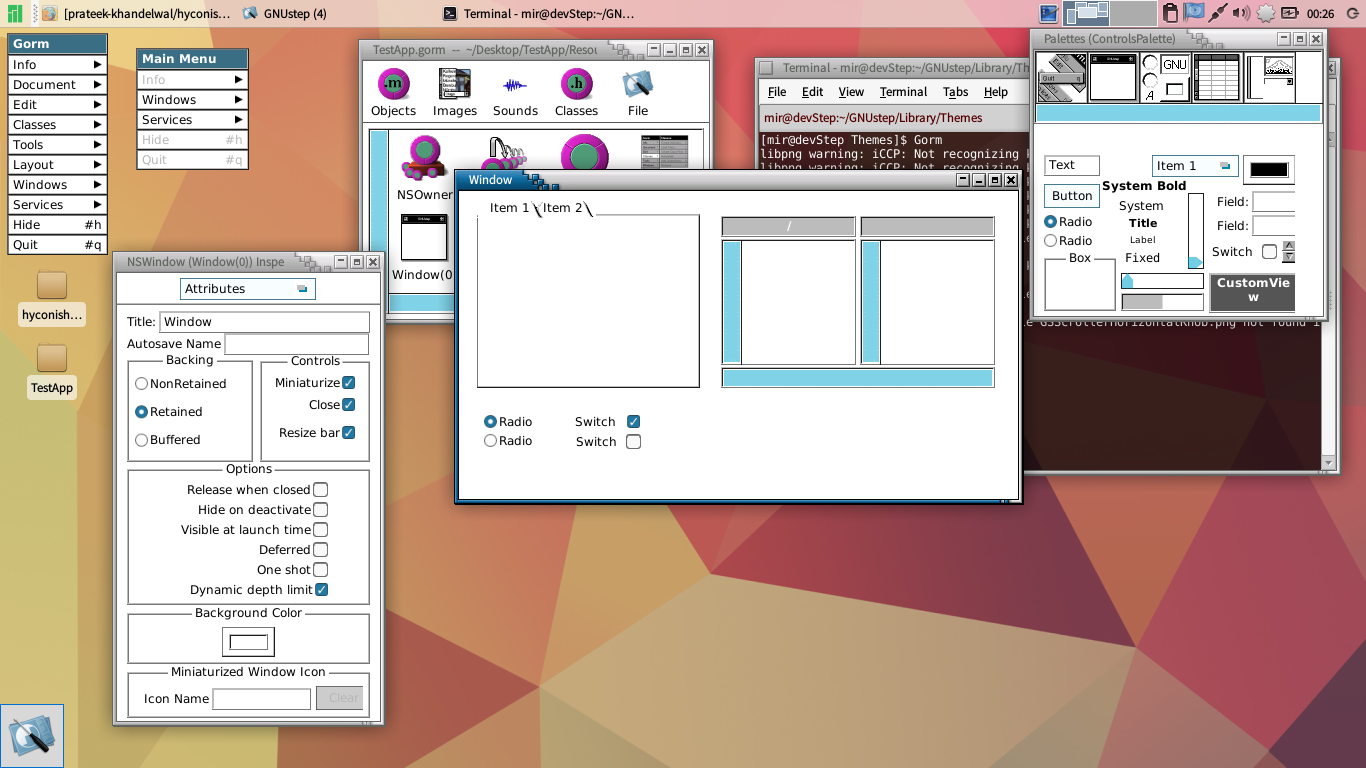 [prateek-khandelwal/hyconis…
GNUstep (4)
Terminal - mir@devStep:~/GN…
00:26
Gorm
Info
Document
Edit
Classes
Tools
Layout
Windows
Services
Hide #h
Quit #q
Main Menu
Info
Windows
Services
Hide #h
Quit #q
hyconish…
TestApp
TestApp.gorm -- ~/Desktop/TestApp/Resou
Objects
Images
Sounds
Classes
File
NSOwner
Window(0
Terminal - mir@devStep:~/GNUstep/Library/Th
File Edit View Terminal Tabs Help
mir@devStep:~/GNUstep/Library/Themes
[mir@devStep Themes]$ Gorm
libpng warning: iCCP: Not recognizing
libpng warning: iCCP: Not recognizing
Palettes (ControlsPalette)
Quit q
GNU
A
Text
Item 1
Button
System Bold
System
Title
Label
Fixed
Radio
Radio
Field:
Field:
Switch
Box
CustomVie
w
NSWindow (Window(0)) Inspe
Attributes
Title: Window
Autosave Name
Backing
NonRetained
Retained
Buffered
Controls
Miniaturize
Close
Resize bar
Options
Release when closed
Hide on deactivate
Visible at launch time
Deferred
One shot
Dynamic depth limit
Background Color
Miniaturized Window Icon
Icon Name
Clear
Window
Item 1
Item 2
/
Radio
Radio
Switch
Switch